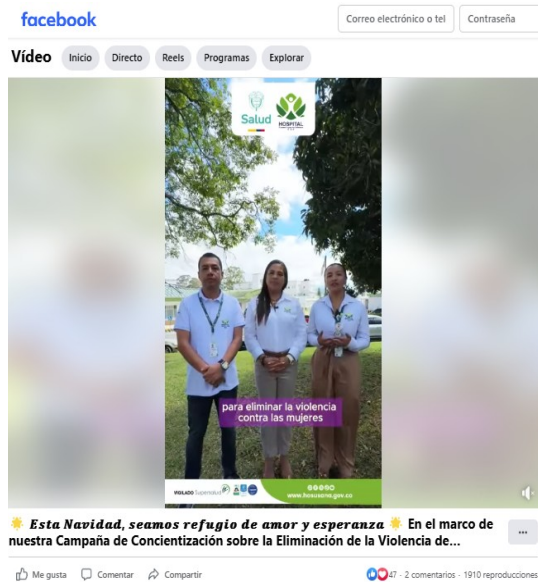 facebook
Correo electrónico o tel
Contraseña
Vídeo
Inicio
Directo
Reels
Programas
Explorar
Salud
HOSPITAL
para eliminar la violencia
contra las mujeres
VIGILADO Supersalud
www.hosusana.gov.co
🌟 Esta Navidad, seamos refugio de amor y esperanza 🌟 En el marco de
nuestra Campaña de Concientización sobre la Eliminación de la Violencia de...
Me gusta
Comentar
Compartir
47 · 2 comentarios · 1910 reproducciones